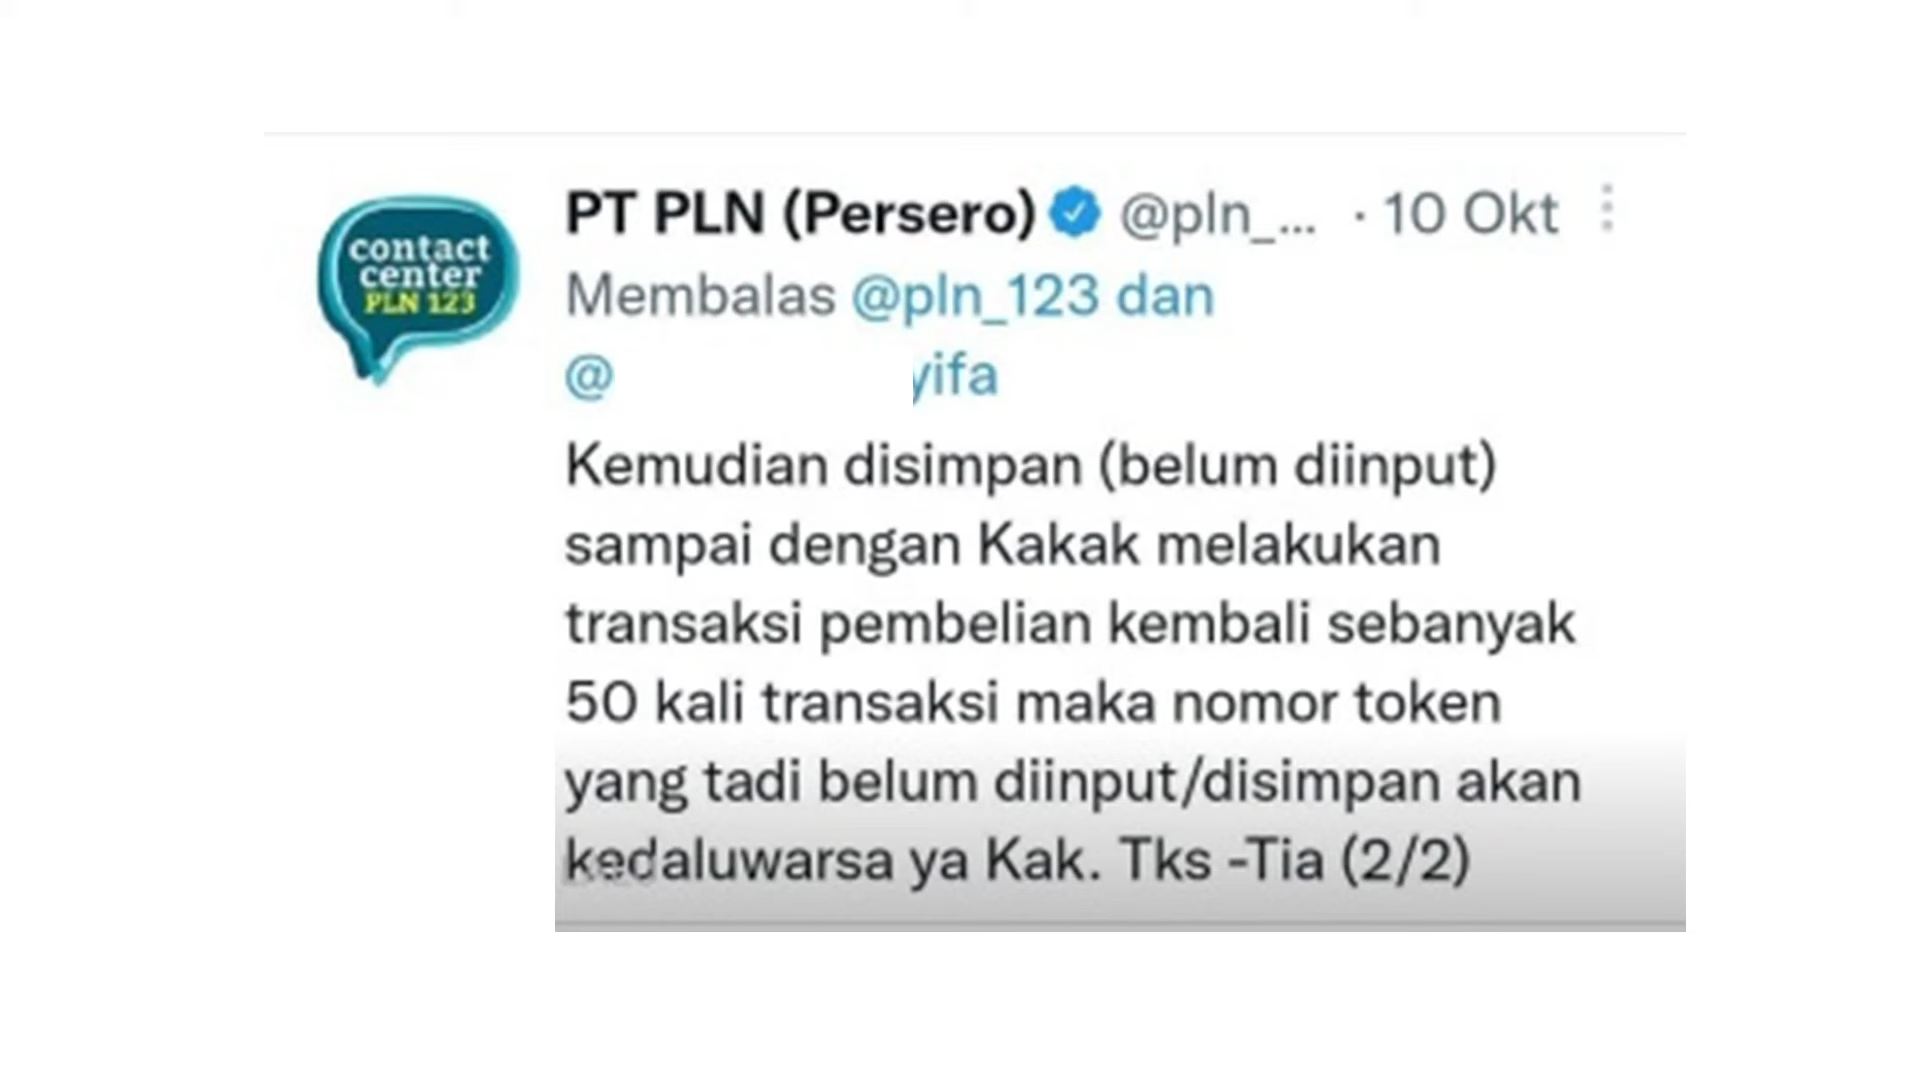 contact
center
PLN 123
PT PLN (Persero) @pln_... · 10 Okt
Membalas @pln_123 dan
@ yifa
Kemudian disimpan (belum diinput)
sampai dengan Kakak melakukan
transaksi pembelian kembali sebanyak
50 kali transaksi maka nomor token
yang tadi belum diinput/disimpan akan
kedaluwarsa ya Kak. Tks -Tia (2/2)